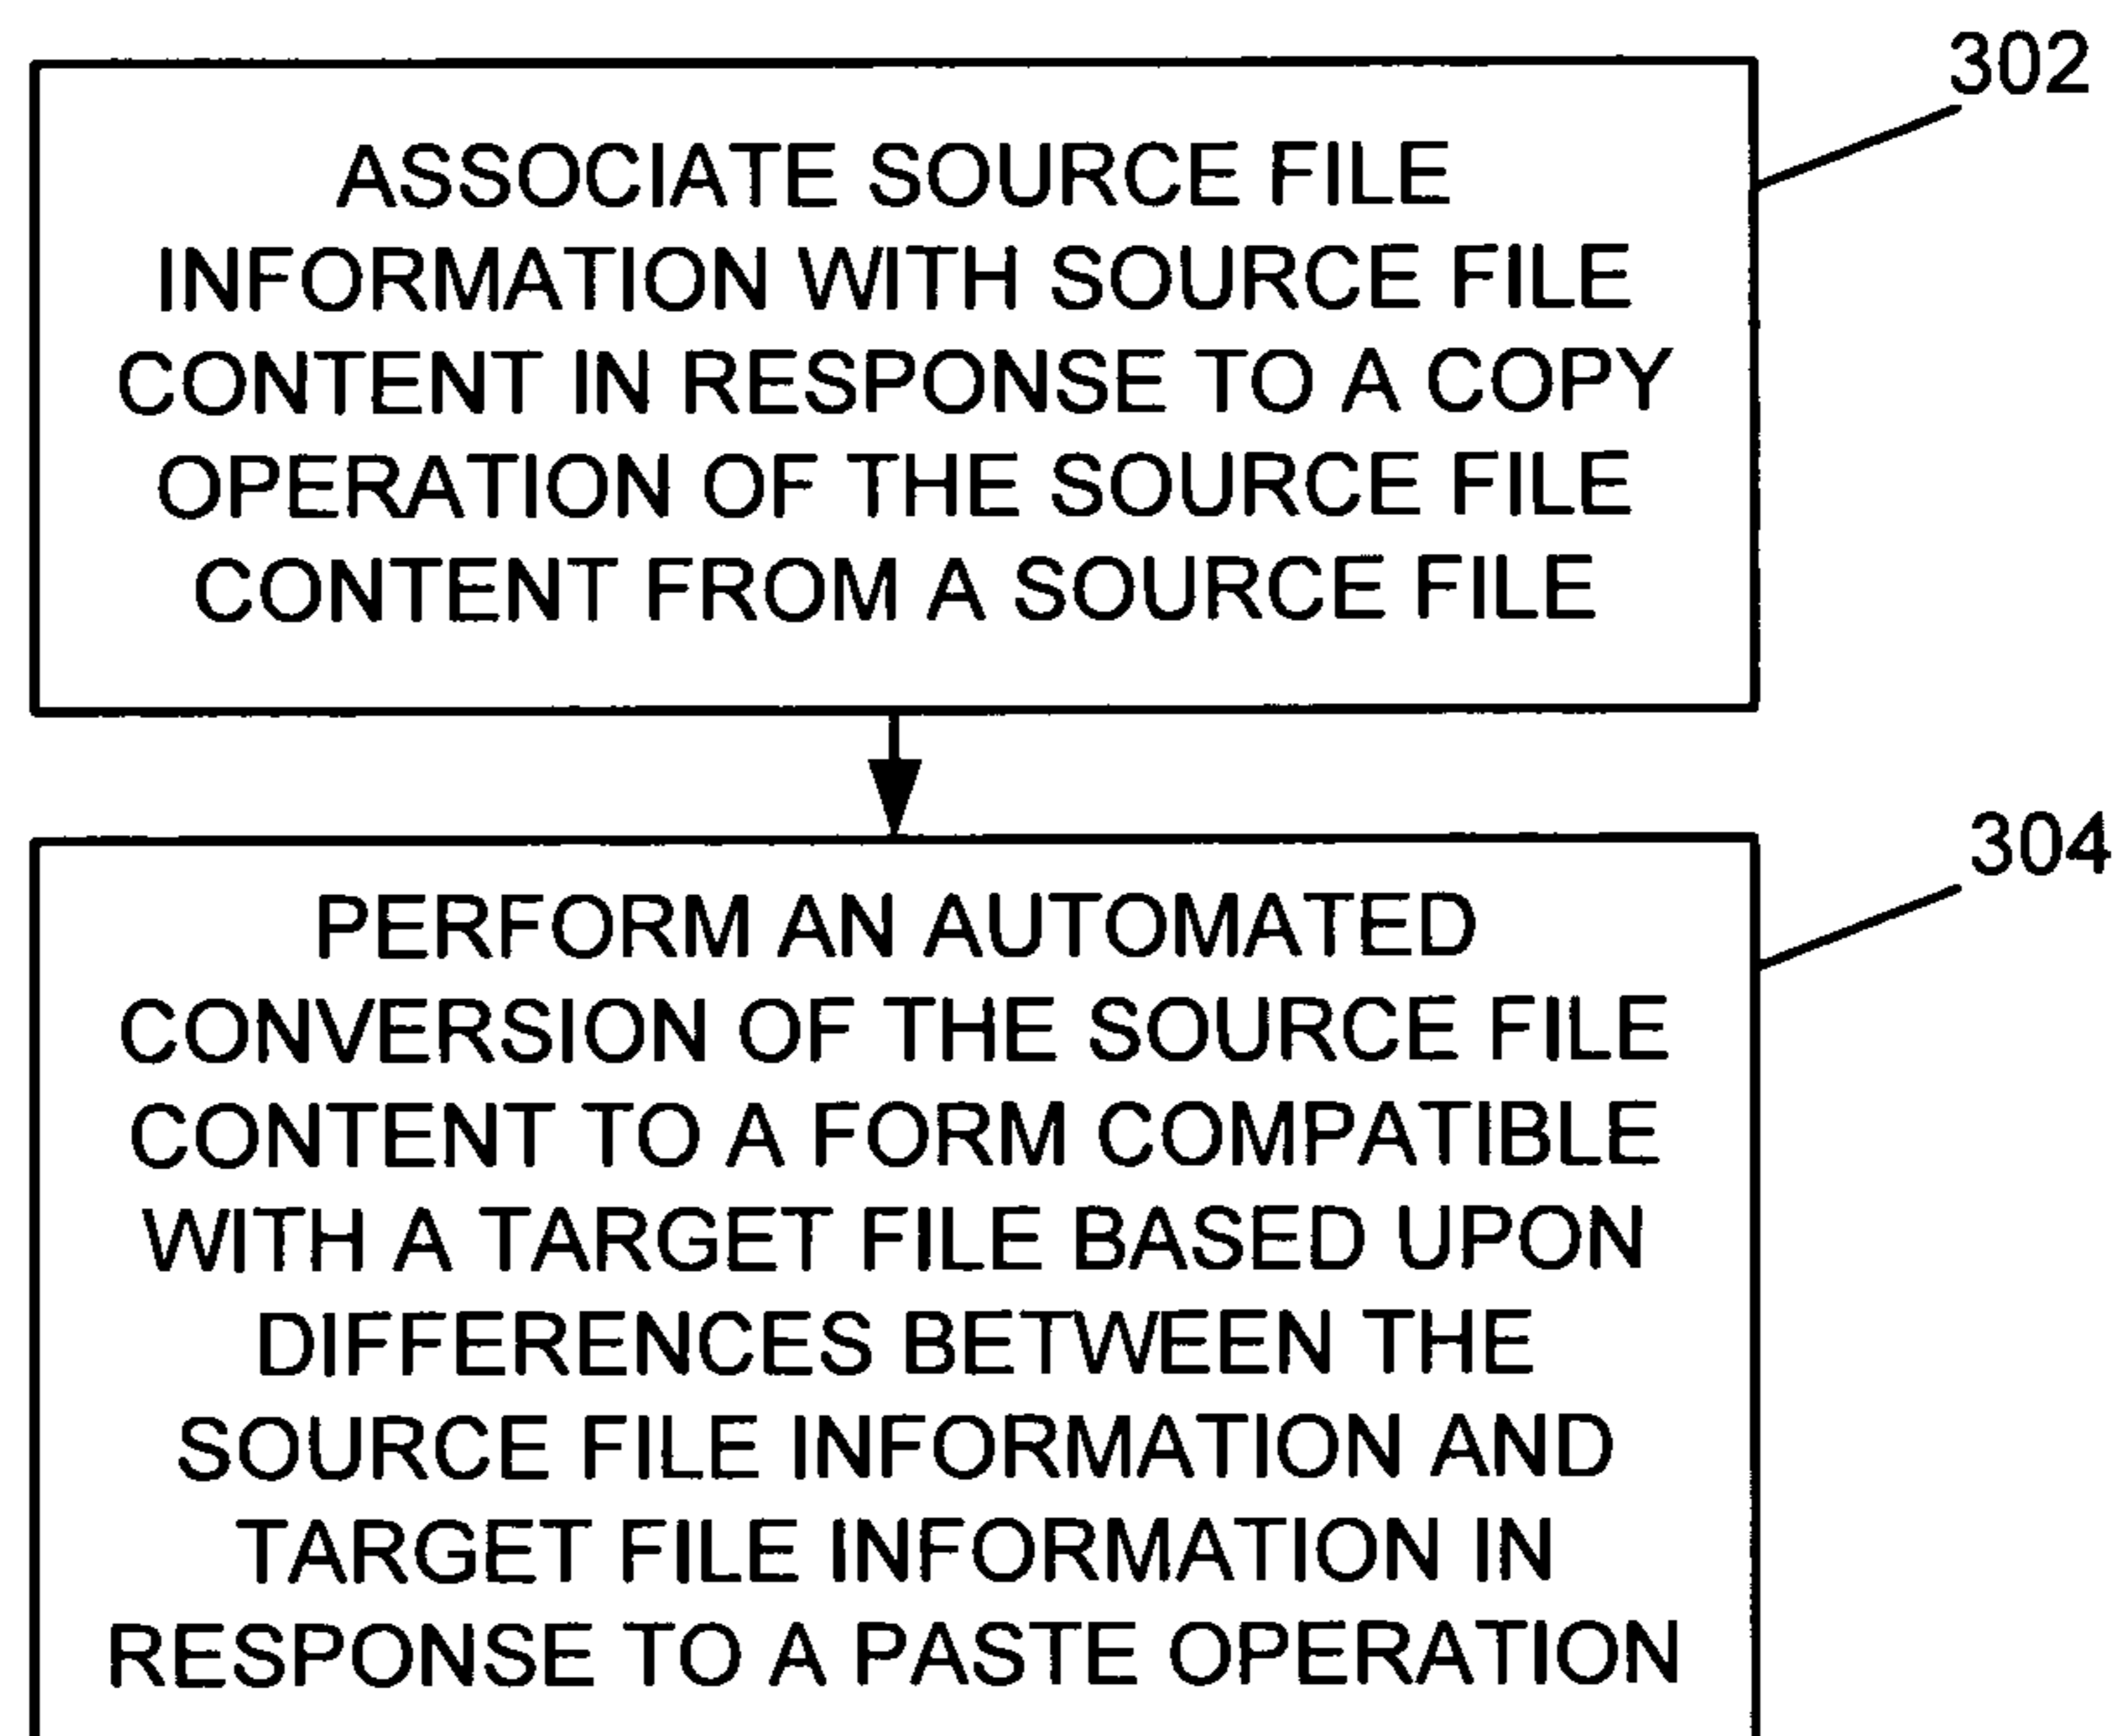 302
ASSOCIATE SOURCE FILE
INFORMATION WITH SOURCE FILE
CONTENT IN RESPONSE TO A COPY
OPERATION OF THE SOURCE FILE
CONTENT FROM A SOURCE FILE
304
PERFORM AN AUTOMATED
CONVERSION OF THE SOURCE FILE
CONTENT TO A FORM COMPATIBLE
WITH A TARGET FILE BASED UPON
DIFFERENCES BETWEEN THE
SOURCE FILE INFORMATION AND
TARGET FILE INFORMATION IN
RESPONSE TO A PASTE OPERATION